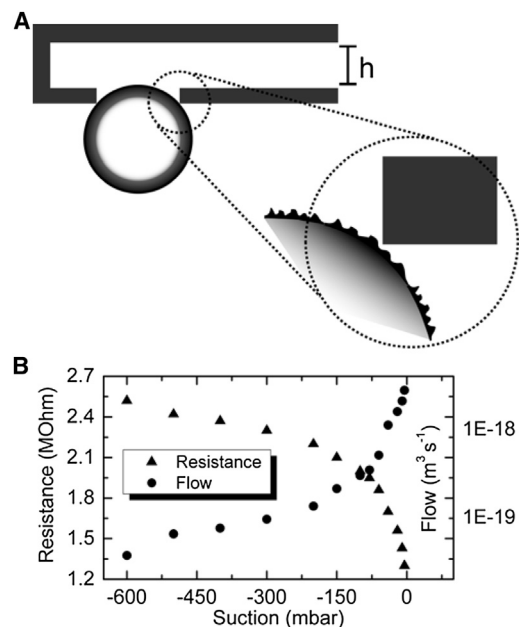 A
h
B
Resistance (MOhm)
2.7
2.4
2.1
1.8
1.5
1.2
Resistance
Flow
Flow (m³ s⁻¹)
1E-18
1E-19
-600 -450 -300 -150 0
Suction (mbar)